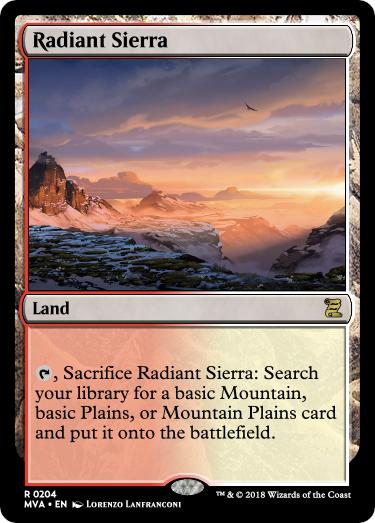 Radiant Sierra
Land
, Sacrifice Radiant Sierra: Search
your library for a basic Mountain,
basic Plains, or Mountain Plains card
and put it onto the battlefield.
R 0204
MVA • EN Lorenzo Lanfranconi
™ & © 2018 Wizards of the Coast